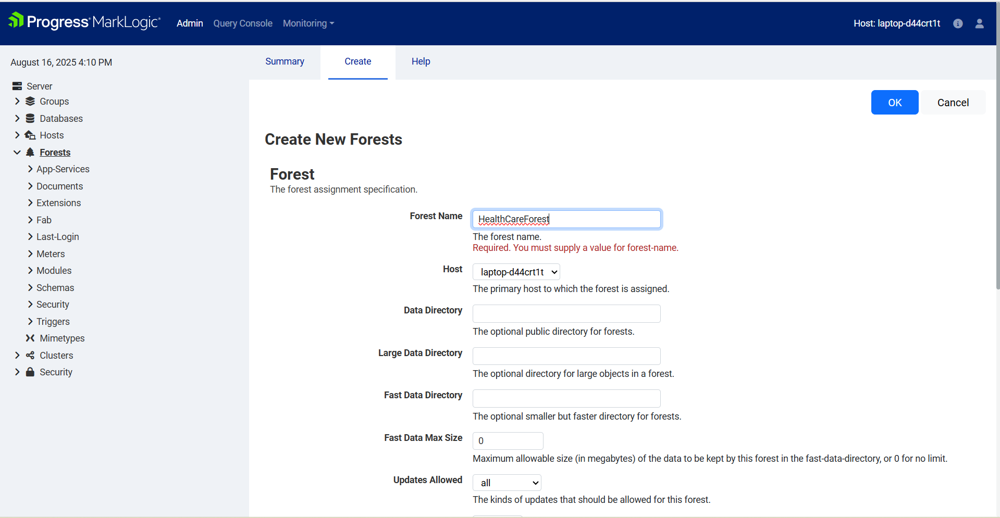 Progress MarkLogic
Admin
Query Console
Monitoring
Host: laptop-d44crt1t
August 16, 2025 4:10 PM
Summary
Create
Help
Server
Groups
Databases
Hosts
Forests
App-Services
Documents
Extensions
Fab
Last-Login
Meters
Modules
Schemas
Security
Triggers
Mimetypes
Clusters
Security
OK
Cancel
Create New Forests
Forest
The forest assignment specification.
Forest Name
HealthCareForest
The forest name.
Required. You must supply a value for forest-name.
Host
laptop-d44crt1t
The primary host to which the forest is assigned.
Data Directory
The optional public directory for forests.
Large Data Directory
The optional directory for large objects in a forest.
Fast Data Directory
The optional smaller but faster directory for forests.
Fast Data Max Size
0
Maximum allowable size (in megabytes) of the data to be kept by this forest in the fast-data-directory, or 0 for no limit.
Updates Allowed
all
The kinds of updates that should be allowed for this forest.